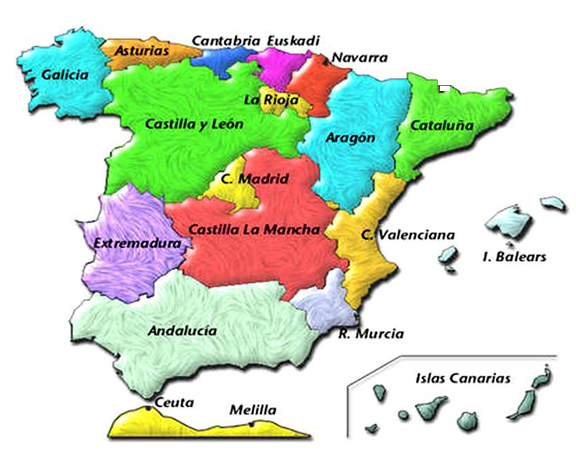 Cantabria
Euskadi
Asturias
Navarra
Galicia
La Rioja
Castilla y León
Aragón
Cataluña
C. Madrid
Castilla La Mancha
C. Valenciana
Extremadura
I. Balears
Andalucía
R. Murcia
Islas Canarias
Ceuta
Melilla